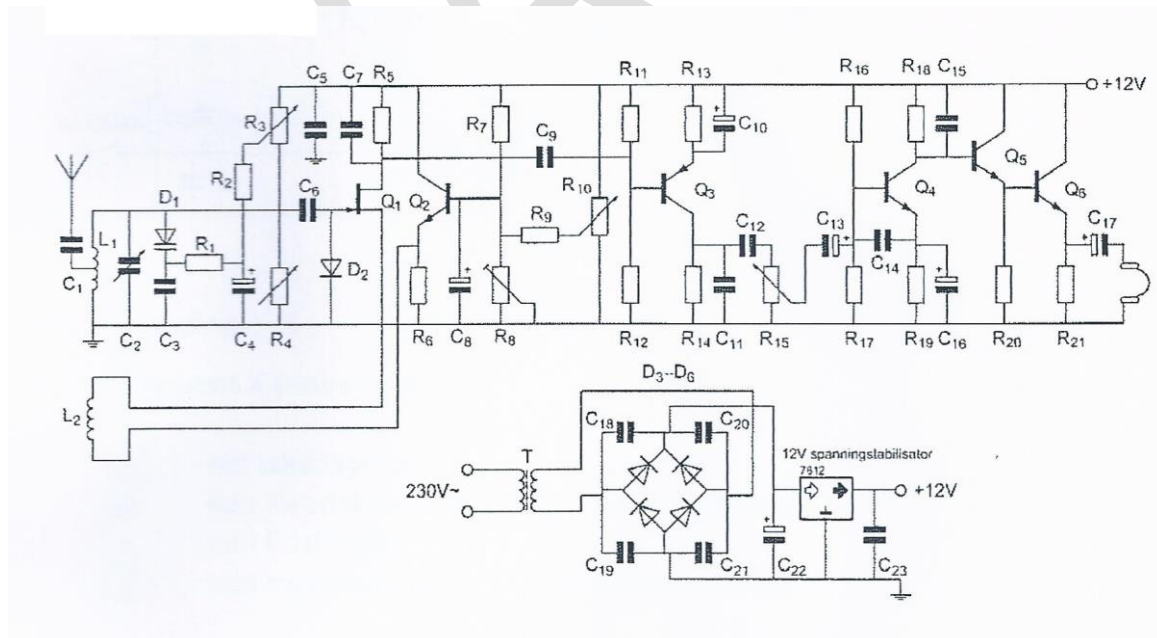 C5 C7 R5 R11 R13 R16 R18 C15
+12V
R3 R7 C9 C10
Q5
R2 R10 Q3 Q4 Q6
C6 Q1 Q2
D1 R9 C12 C13 C17
L1 R1 C14
C1 D2
C2 C3 C4 R4 R6 C8 R8 R12 R14 C11 R15 R17 R19 C16 R20 R21
D3--D6
L2
C18 C20
12V spanningstabilisator
T 7812
230V~ +12V
C19 C21 C22 C23